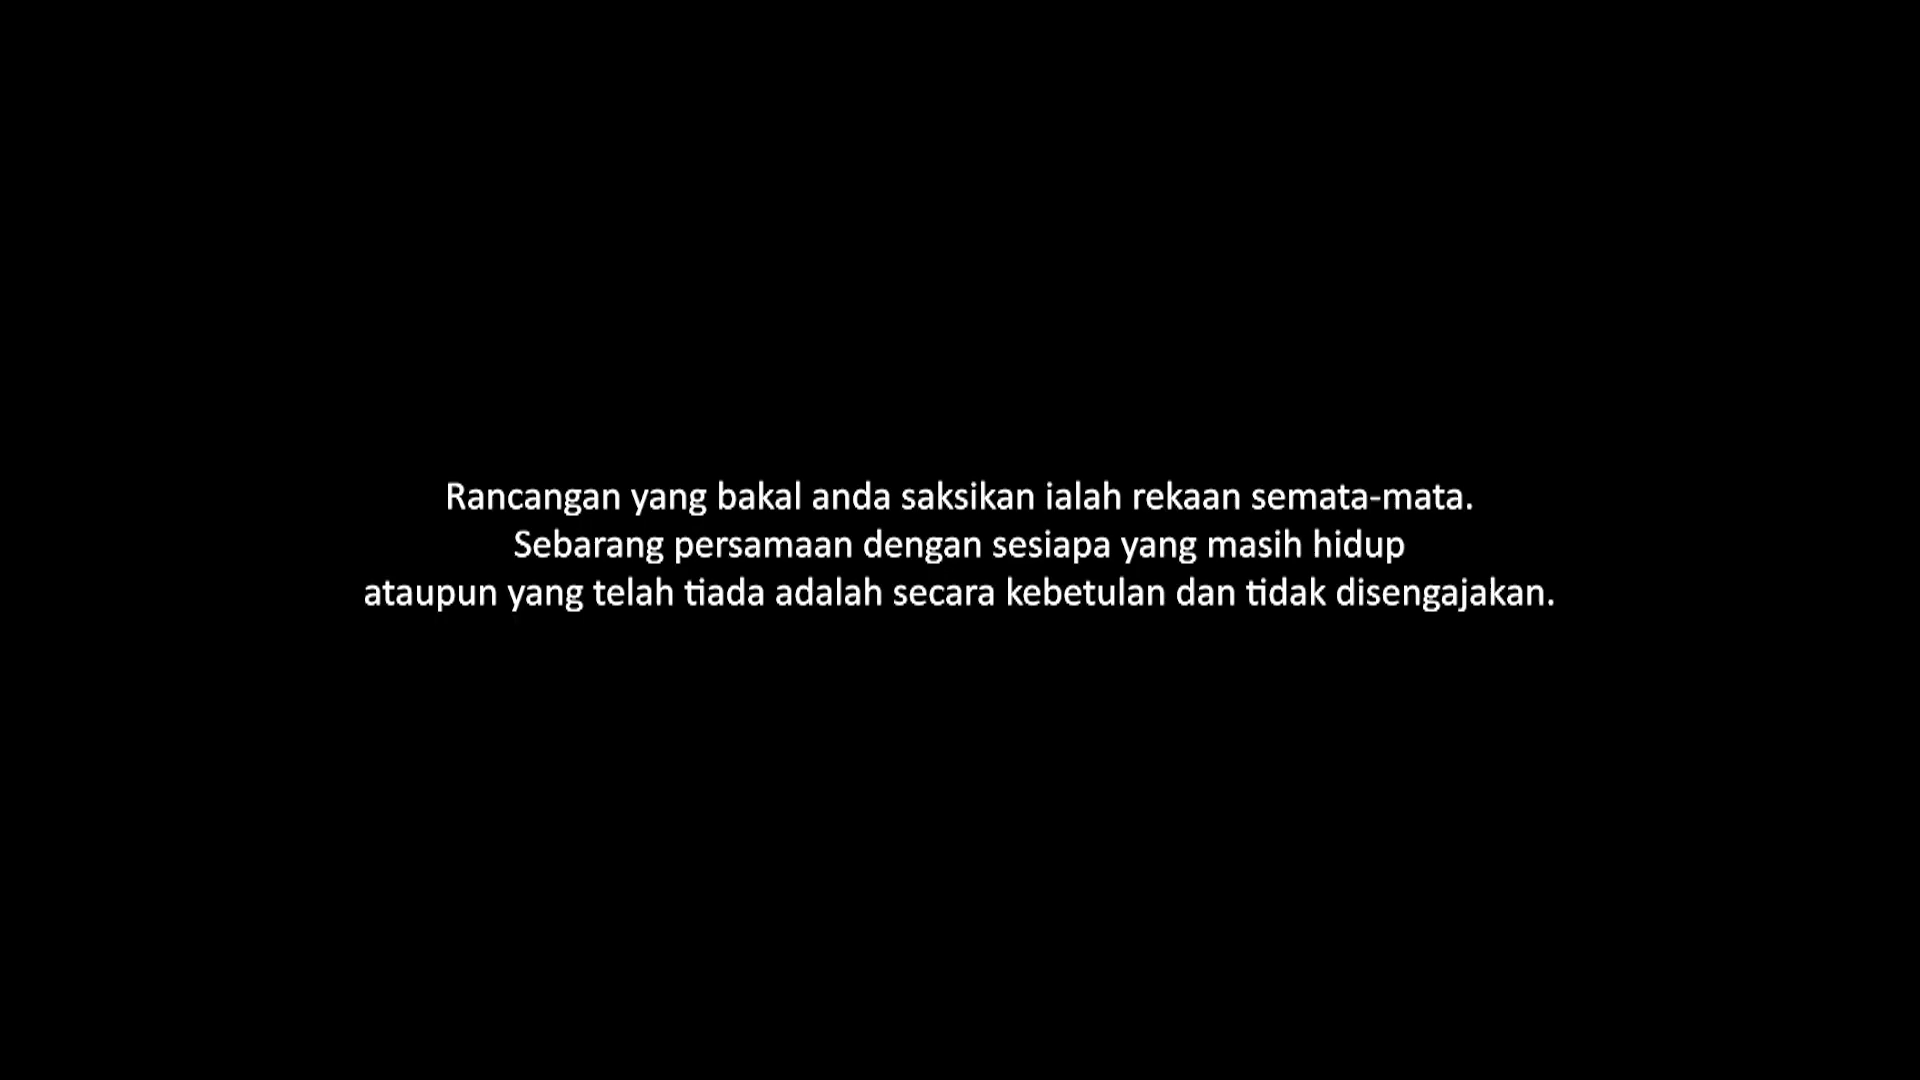 Rancangan yang bakal anda saksikan ialah rekaan semata-mata.
Sebarang persamaan dengan sesiapa yang masih hidup
ataupun yang telah tiada adalah secara kebetulan dan tidak disengajakan.